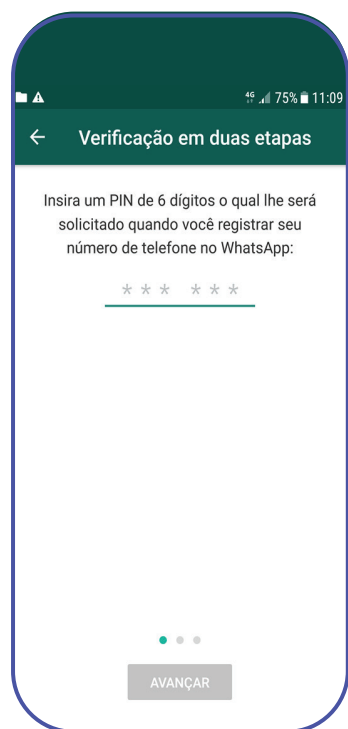 4G 75% 11:09
Verificação em duas etapas
Insira um PIN de 6 dígitos o qual lhe será
solicitado quando você registrar seu
número de telefone no WhatsApp:
*** ***
AVANÇAR